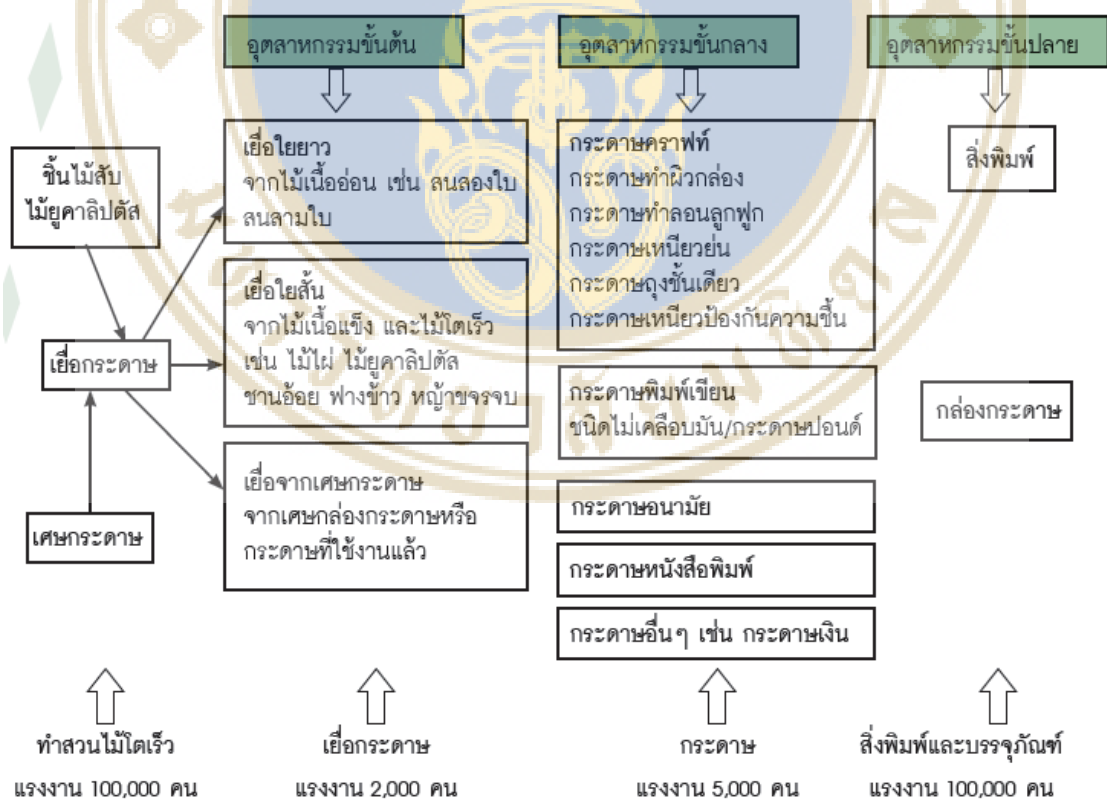 อุตสาหกรรมขั้นต้น
อุตสาหกรรมขั้นกลาง
อุตสาหกรรมขั้นปลาย
ชิ้นไม้สับ
ไม้ยูคาลิปตัส
เยื่อกระดาษ
เศษกระดาษ
เยื่อใยยาว
จากไม้เนื้ออ่อน เช่น สนสองใบ
สนสามใบ
เยื่อใยสั้น
จากไม้เนื้อแข็ง และไม้โตเร็ว
เช่น ไม้ไผ่ ไม้ยูคาลิปตัส
ชานอ้อย ฟางข้าว หญ้าขจรจบ
เยื่อจากเศษกระดาษ
จากเศษกล่องกระดาษหรือ
กระดาษที่ใช้งานแล้ว
กระดาษคราฟท์
กระดาษทำผิวกล่อง
กระดาษทำลอนลูกฟูก
กระดาษเหนียวย่น
กระดาษถุงชั้นเดียว
กระดาษเหนียวป้องกันความชื้น
กระดาษพิมพ์เขียน
ชนิดไม่เคลือบมัน/กระดาษปอนด์
กระดาษอนามัย
กระดาษหนังสือพิมพ์
กระดาษอื่นๆ เช่น กระดาษเงิน
สิ่งพิมพ์
กล่องกระดาษ
ทำสวนไม้โตเร็ว
แรงงาน 100,000 คน
เยื่อกระดาษ
แรงงาน 2,000 คน
กระดาษ
แรงงาน 5,000 คน
สิ่งพิมพ์และบรรจุภัณฑ์
แรงงาน 100,000 คน
มหาวิทยาลัยมหิดล